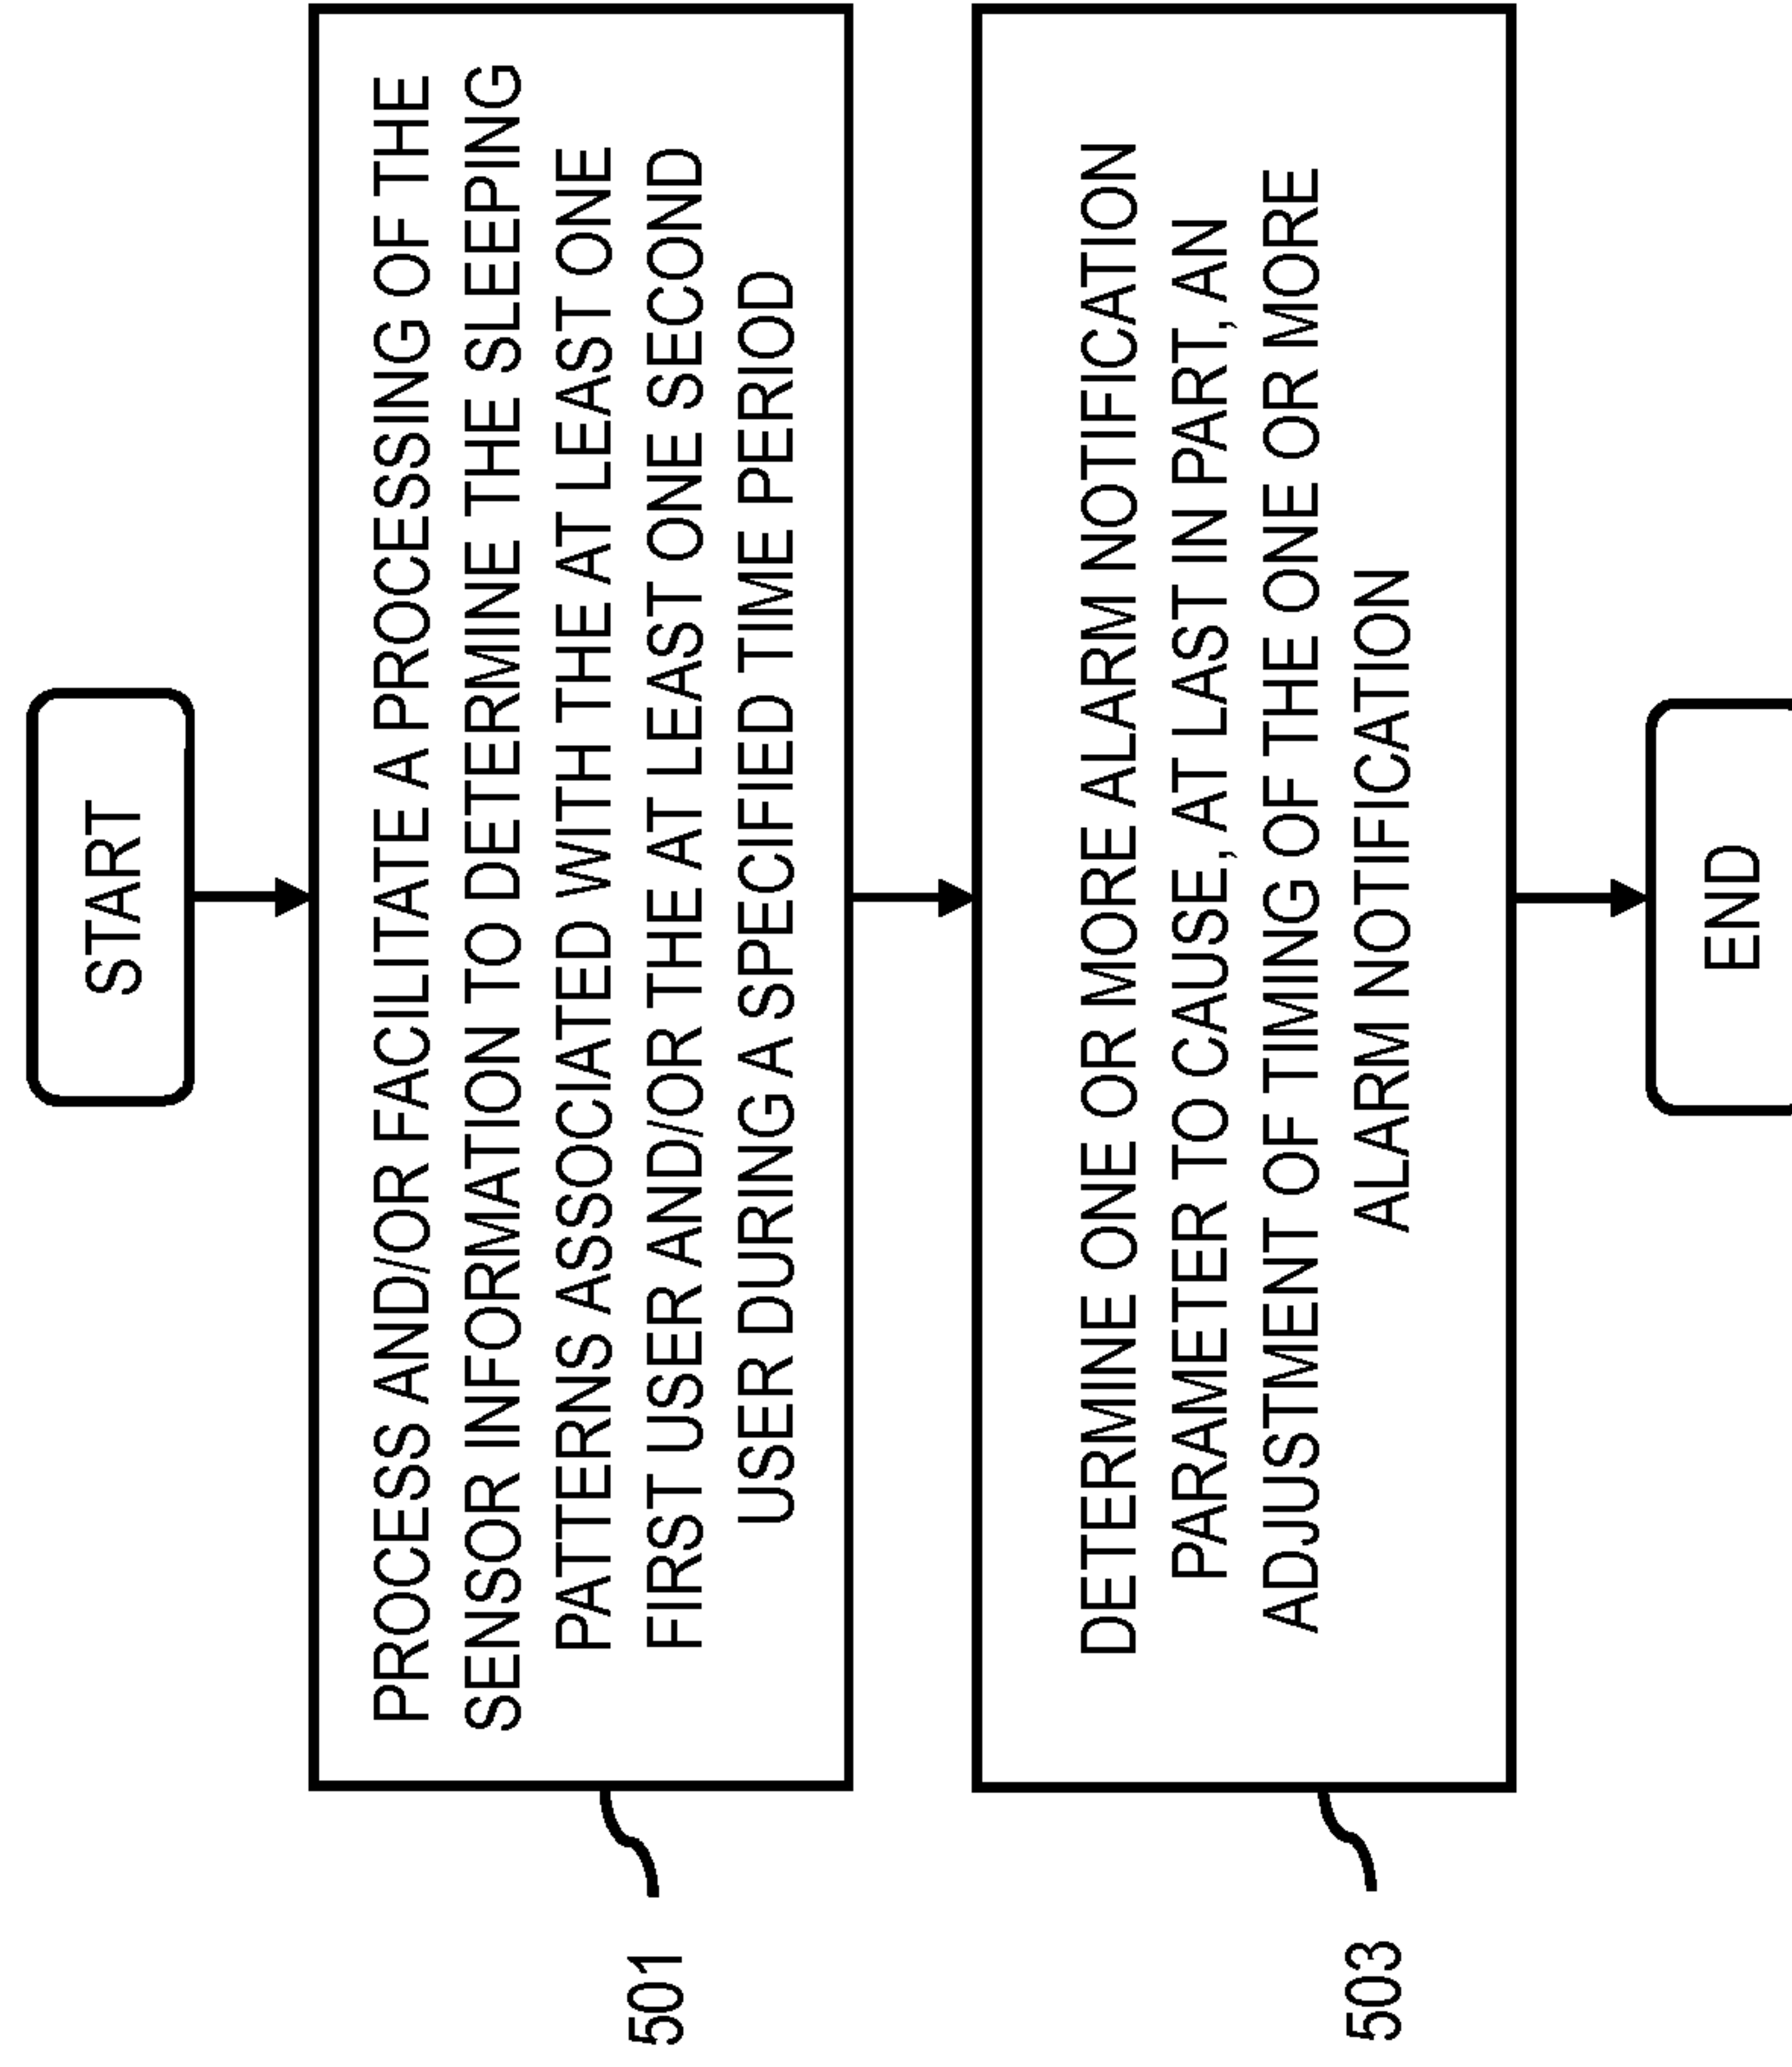 START
PROCESS AND/OR FACILITATE A PROCESSING OF THE
SENSOR INFORMATION TO DETERMINE THE SLEEPING
PATTERNS ASSOCIATED WITH THE AT LEAST ONE
FIRST USER AND/OR THE AT LEAST ONE SECOND
USER DURING A SPECIFIED TIME PERIOD
501
DETERMINE ONE OR MORE ALARM NOTIFICATION
PARAMETER TO CAUSE, AT LAST IN PART, AN
ADJUSTMENT OF TIMING OF THE ONE OR MORE
ALARM NOTIFICATION
503
END